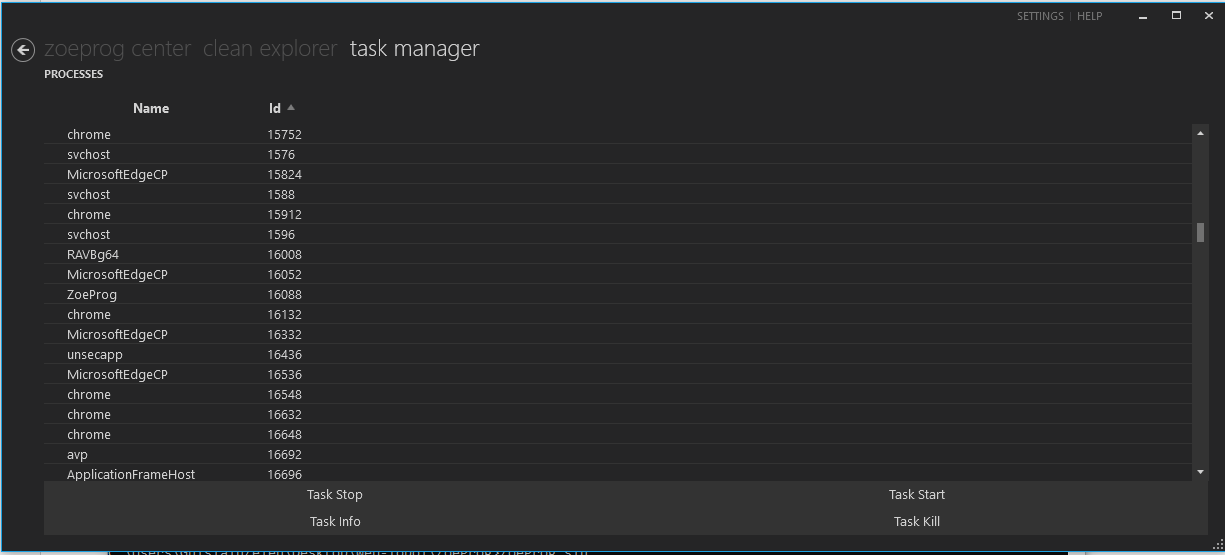 SETTINGS | HELP
zoeprog center clean explorer task manager
PROCESSES
Name Id
chrome 15752
svchost 1576
MicrosoftEdgeCP 15824
svchost 1588
chrome 15912
svchost 1596
RAVBg64 16008
MicrosoftEdgeCP 16052
ZoeProg 16088
chrome 16132
MicrosoftEdgeCP 16332
unsecapp 16436
MicrosoftEdgeCP 16536
chrome 16548
chrome 16632
chrome 16648
avp 16692
ApplicationFrameHost 16696
Task Stop Task Start
Task Info Task Kill